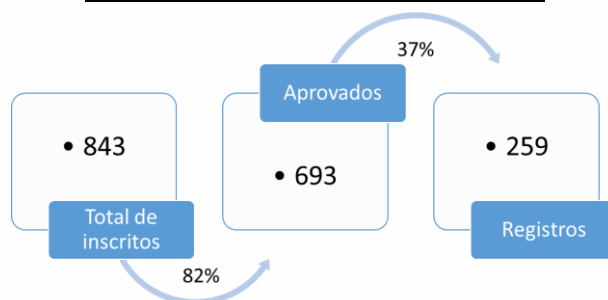 37%
Aprovados
• 843
• 693
• 259
Total de
inscritos
Registros
82%